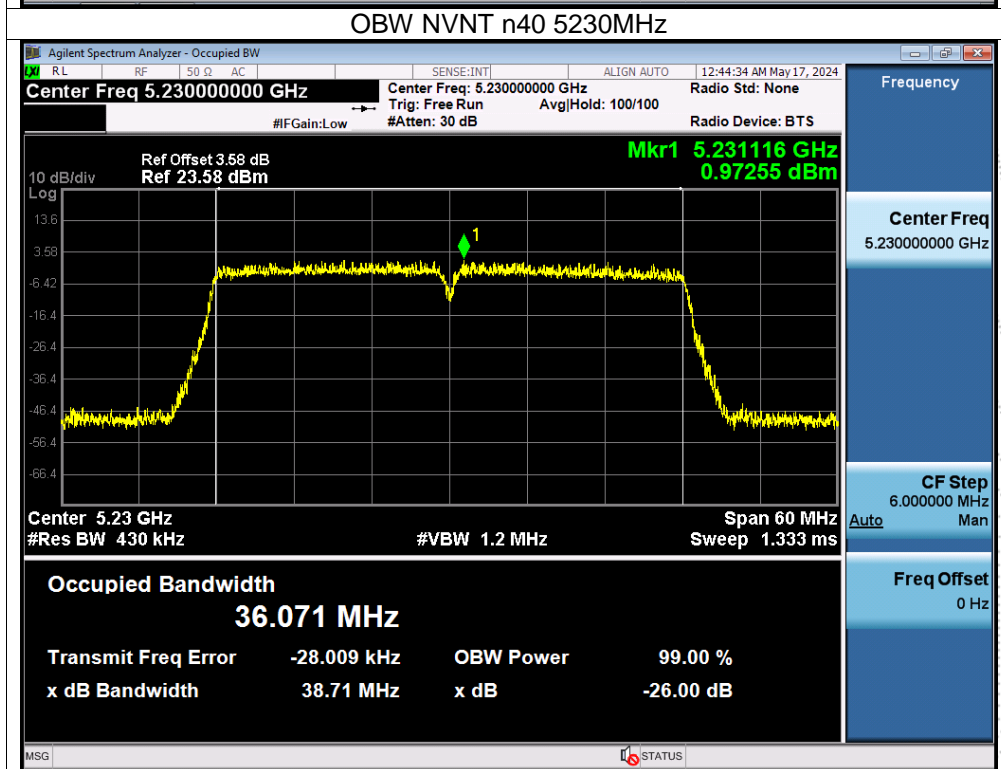 OBW NVNT n40 5230MHz
Agilent Spectrum Analyzer - Occupied BW
LXI RL RF 50 Ω AC SENSE:INT ALIGN AUTO 12:44:34 AM May 17, 2024
Center Freq 5.230000000 GHz
Center Freq: 5.230000000 GHz
Radio Std: None
Trig: Free Run Avg|Hold: 100/100
#IFGain:Low #Atten: 30 dB Radio Device: BTS
Frequency
Mkr1 5.231116 GHz
0.97255 dBm
Ref Offset 3.58 dB
10 dB/div Ref 23.58 dBm
Log
13.6
3.58
-6.42
-16.4
-26.4
-36.4
-46.4
-56.4
-66.4
1
Center 5.23 GHz Span 60 MHz
#Res BW 430 kHz #VBW 1.2 MHz Sweep 1.333 ms
Center Freq
5.230000000 GHz
CF Step
6.000000 MHz
Auto Man
Freq Offset
0 Hz
Occupied Bandwidth
36.071 MHz
Transmit Freq Error -28.009 kHz OBW Power 99.00 %
x dB Bandwidth 38.71 MHz x dB -26.00 dB
MSG STATUS